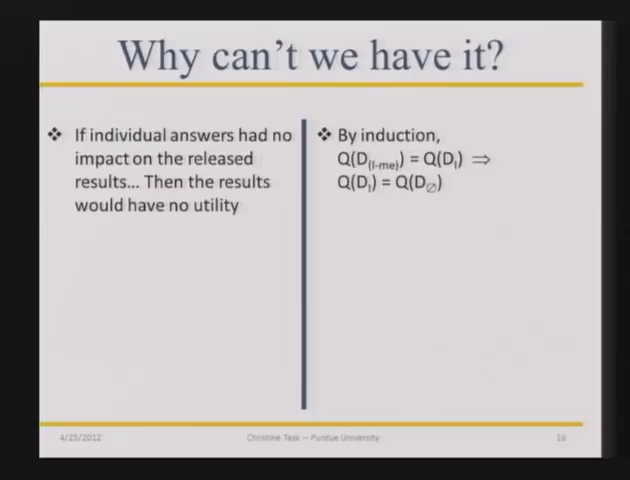 Why can't we have it?
❖ If individual answers had no
impact on the released
results... Then the results
would have no utility
❖ By induction,
Q(D(I-me)) = Q(DI) ⇒
Q(DI) = Q(D∅)
4/25/2012
Christine Task -- Purdue University
16